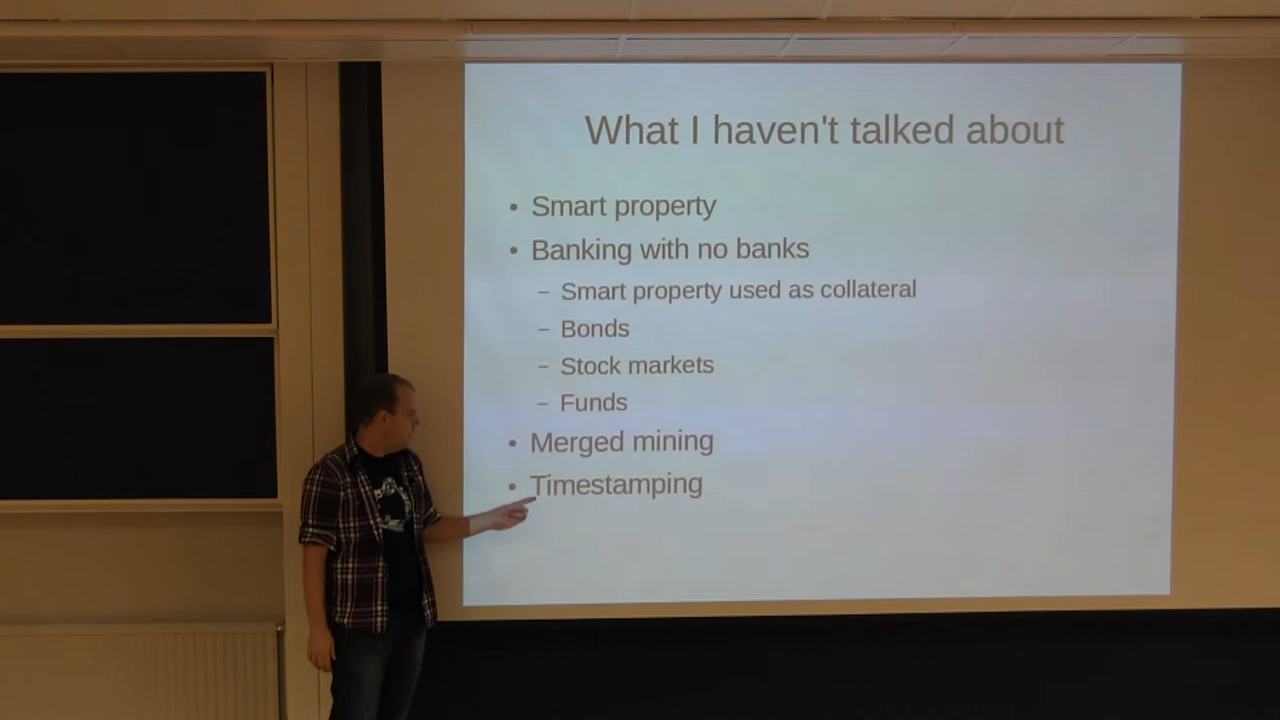 What I haven't talked about
• Smart property
• Banking with no banks
– Smart property used as collateral
– Bonds
– Stock markets
– Funds
• Merged mining
• Timestamping